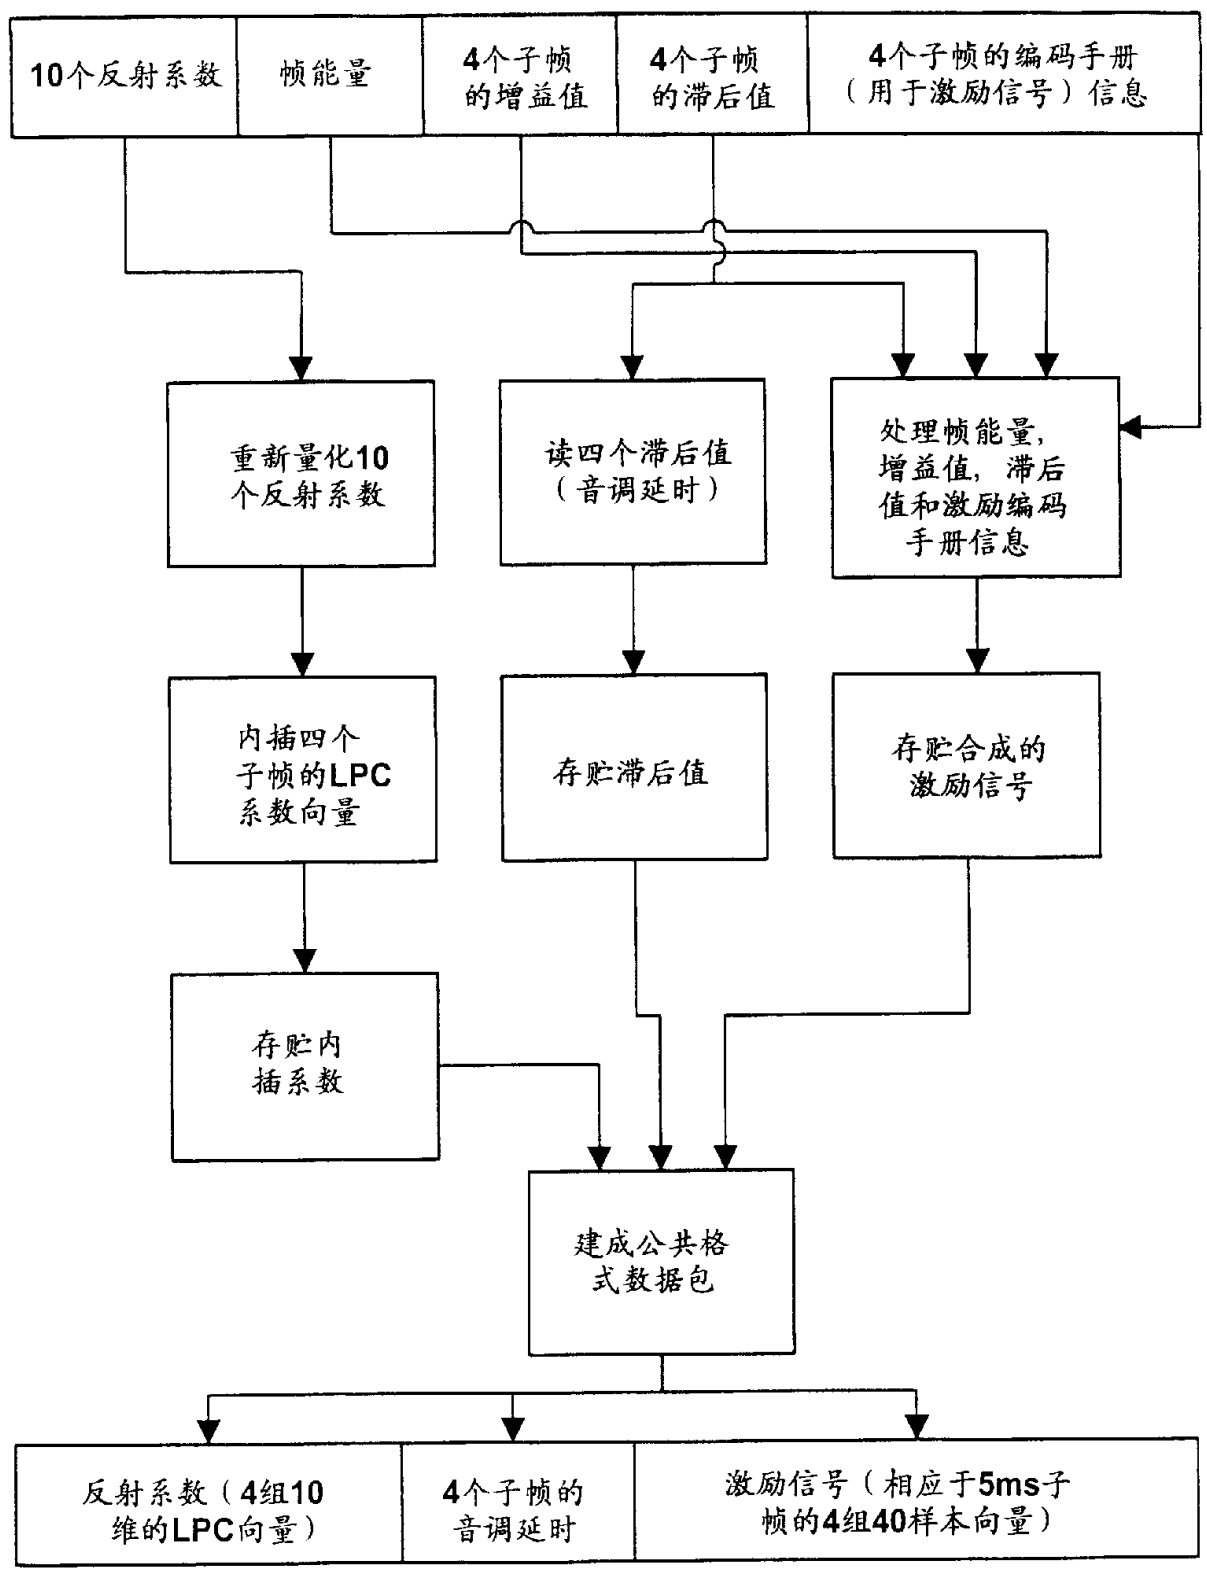 10个反射系数
帧能量
4个子帧
的增益值
4个子帧
的滞后值
4个子帧的编码手册
（用于激励信号）信息
重新量化10
个反射系数
读四个滞后值
（音调延时）
处理帧能量，
增益值，滞后
值和激励编码
手册信息
内插四个
子帧的LPC
系数向量
存贮滞后值
存贮合成的
激励信号
存贮内
插系数
建成公共格
式数据包
反射系数（4组10
维的LPC向量）
4个子帧的
音调延时
激励信号（相应于5ms子
帧的4组40样本向量）